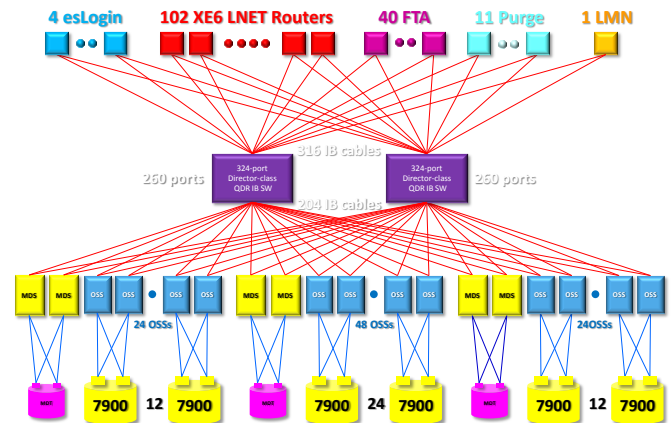 4 esLogin 102 XE6 LNET Routers 40 FTA 11 Purge 1 LMN
316 IB cables
324-port 324-port
Director-class Director-class
QDR IB SW QDR IB SW
260 ports 260 ports
204 IB cables
MDS MDS OSS OSS OSS OSS MDS MDS OSS OSS OSS OSS MDS MDS OSS OSS OSS OSS
24 OSSs 48 OSSs 24OSSs
MDT 7900 12 7900 MDT 7900 24 7900 MDT 7900 12 7900